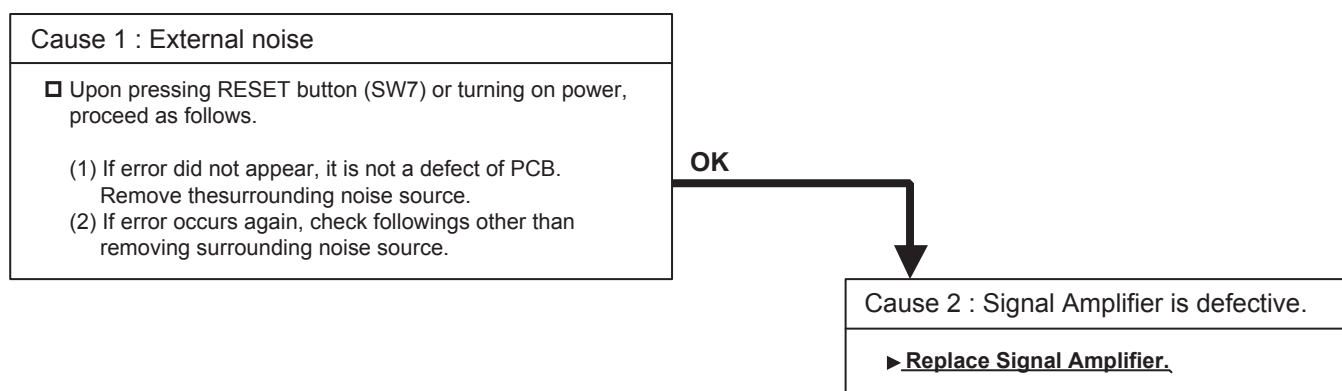 Cause 1 : External noise
Upon pressing RESET button (SW7) or turning on power,
proceed as follows.
(1) If error did not appear, it is not a defect of PCB.
Remove thesurrounding noise source.
(2) If error occurs again, check followings other than
removing surrounding noise source.
OK
Cause 2 : Signal Amplifier is defective.
► Replace Signal Amplifier.